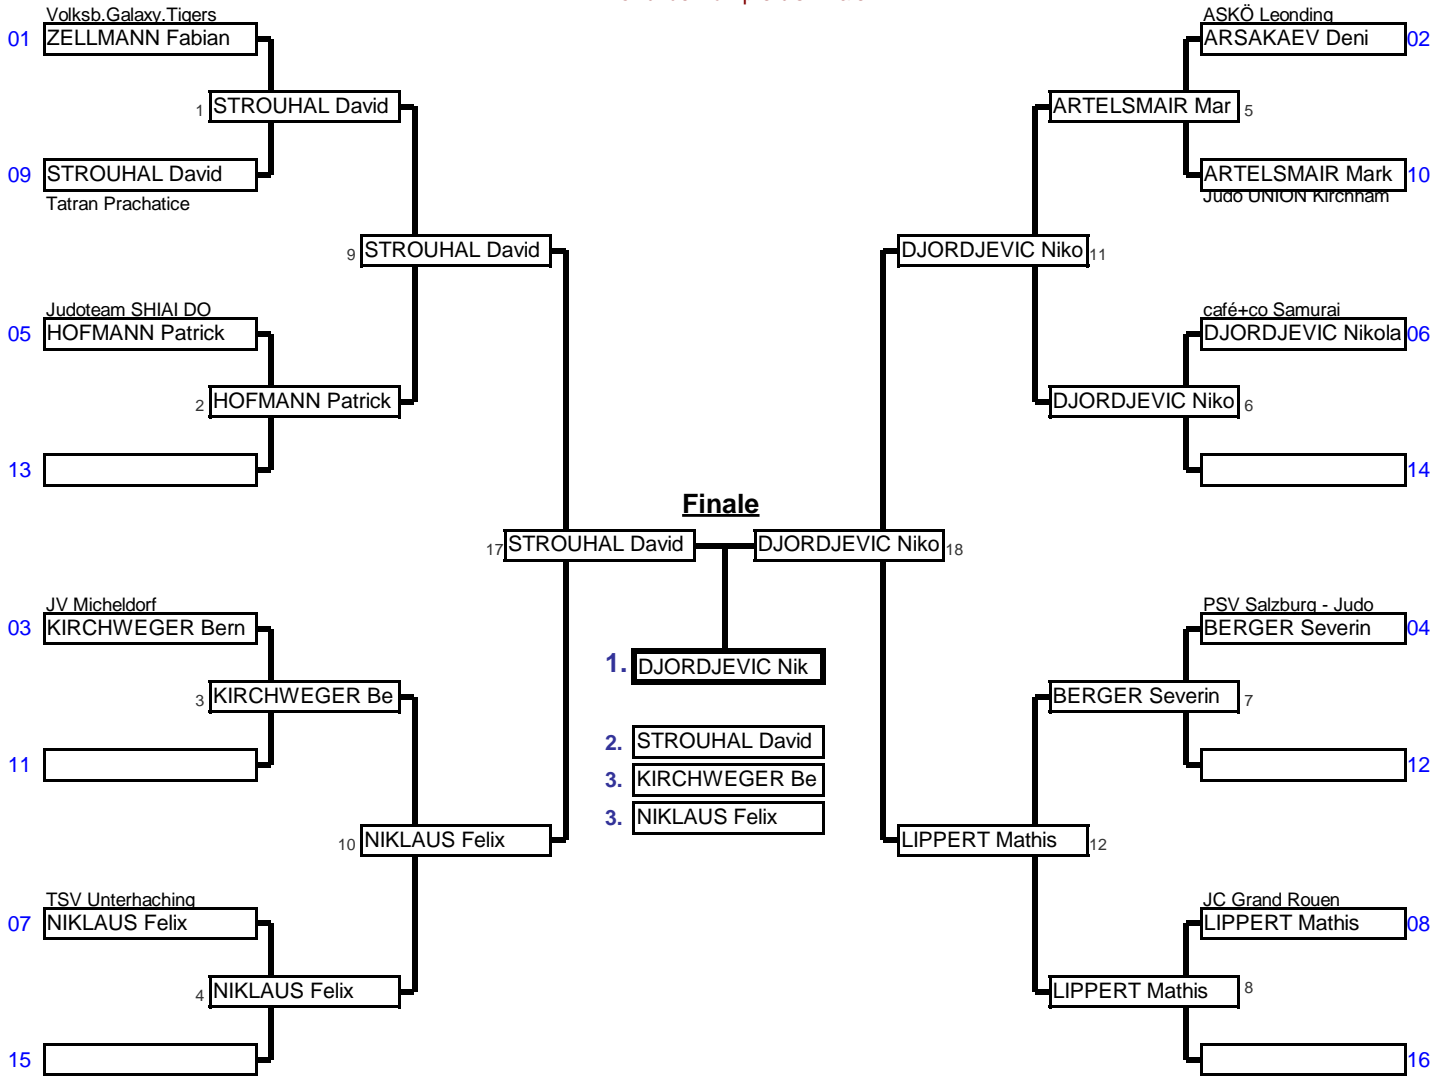 Volksb.Galaxy.Tigers
01 ZELLMANN Fabian
1 STROUHAL David
09 STROUHAL David
Tatran Prachatice
9 STROUHAL David
Judoteam SHIAI DO
05 HOFMANN Patrick
2 HOFMANN Patrick
13
17 STROUHAL David
JV Micheldorf
03 KIRCHWEGER Bern
3 KIRCHWEGER Be
11
10 NIKLAUS Felix
TSV Unterhaching
07 NIKLAUS Felix
4 NIKLAUS Felix
15
Finale
1. DJORDJEVIC Nik
2. STROUHAL David
3. KIRCHWEGER Be
3. NIKLAUS Felix
ASKÖ Leonding
ARSAKAEV Deni 02
ARTELSMAIR Mar 5
ARTELSMAIR Mark 10
Judo UNION Kirchham
DJORDJEVIC Niko 11
café+co Samurai
DJORDJEVIC Nikola 06
DJORDJEVIC Niko 6
14
DJORDJEVIC Niko 18
PSV Salzburg - Judo
BERGER Severin 04
BERGER Severin 7
12
LIPPERT Mathis 12
JC Grand Rouen
LIPPERT Mathis 08
LIPPERT Mathis 8
16